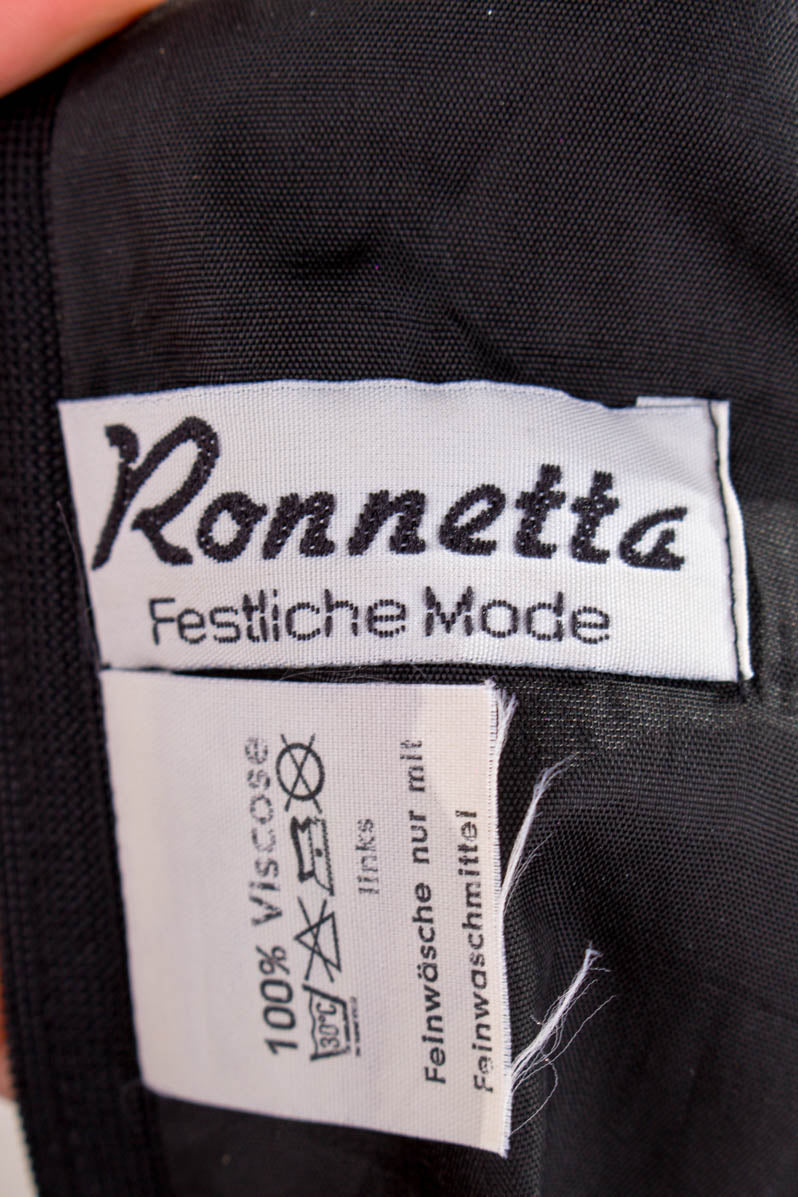 Ronnetta
Festliche Mode
100% Viscose
30°C
links
Feinwäsche nur mit
Feinwaschmittel